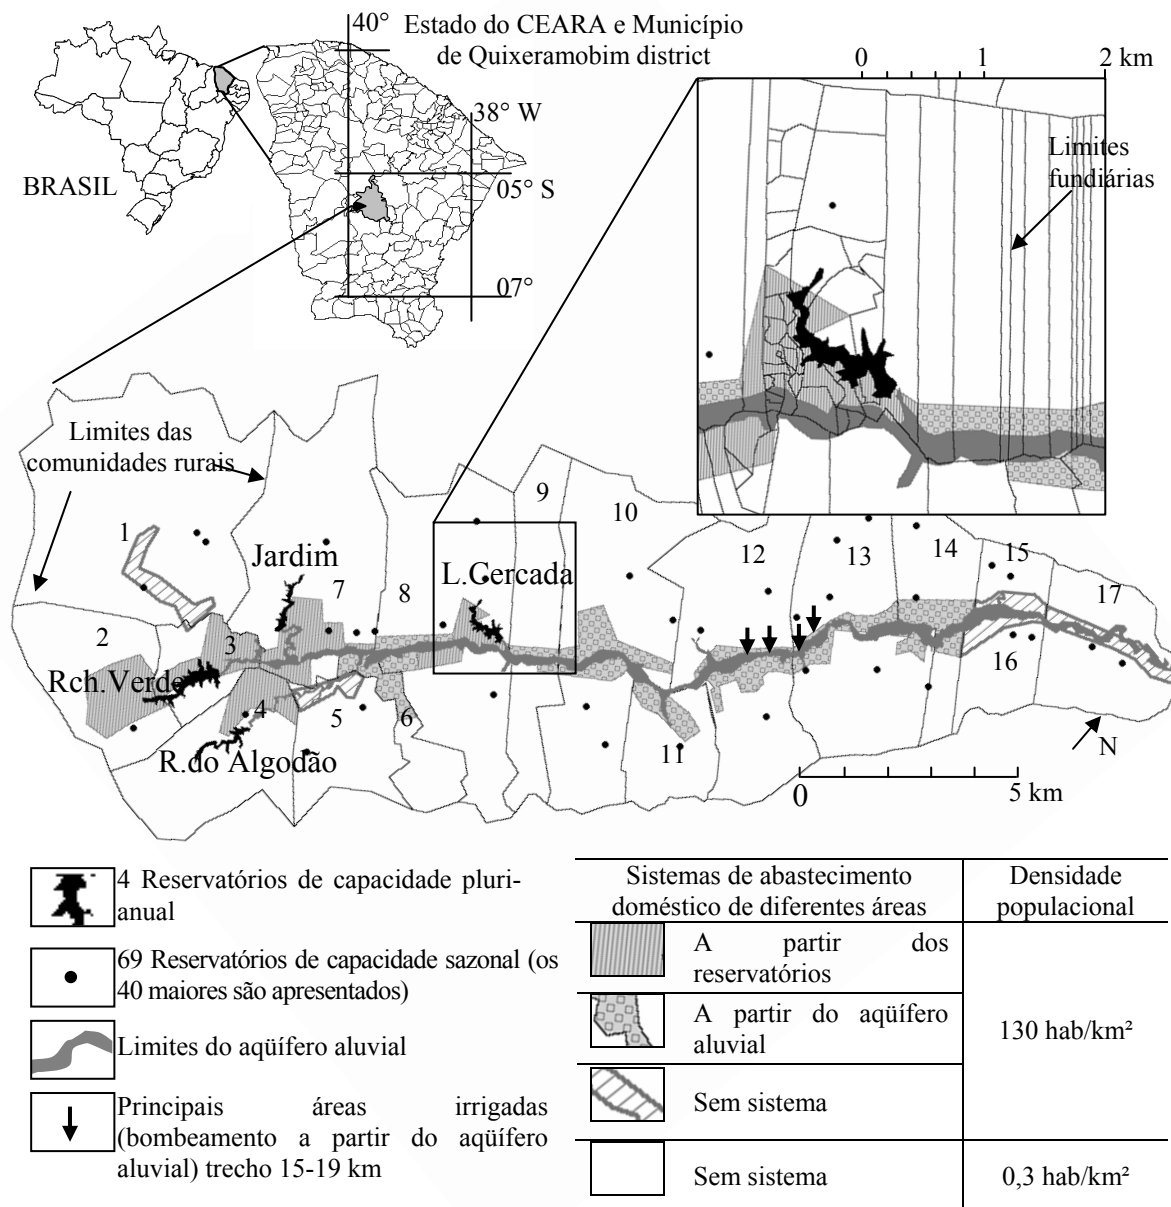 40°
Estado do CEARA e Município
de Quixeramobim district
38° W
05° S
07°
BRASIL
0
1
2 km
Limites
fundiárias
Limites das
comunidades rurais
1
2
3
4
5
6
7
8
9
10
11
12
13
14
15
16
17
Jardim
L.Cercada
Rch.Verde
R.do Algodão
N
0
5 km
4 Reservatórios de capacidade pluri-
anual
69 Reservatórios de capacidade sazonal (os
40 maiores são apresentados)
Limites do aqüífero aluvial
Principais áreas irrigadas
(bombeamento a partir do aqüífero
aluvial) trecho 15-19 km
Sistemas de abastecimento
doméstico de diferentes áreas
Densidade
populacional
A partir dos
reservatórios
A partir do aqüífero
aluvial
130 hab/km²
Sem sistema
Sem sistema
0,3 hab/km²